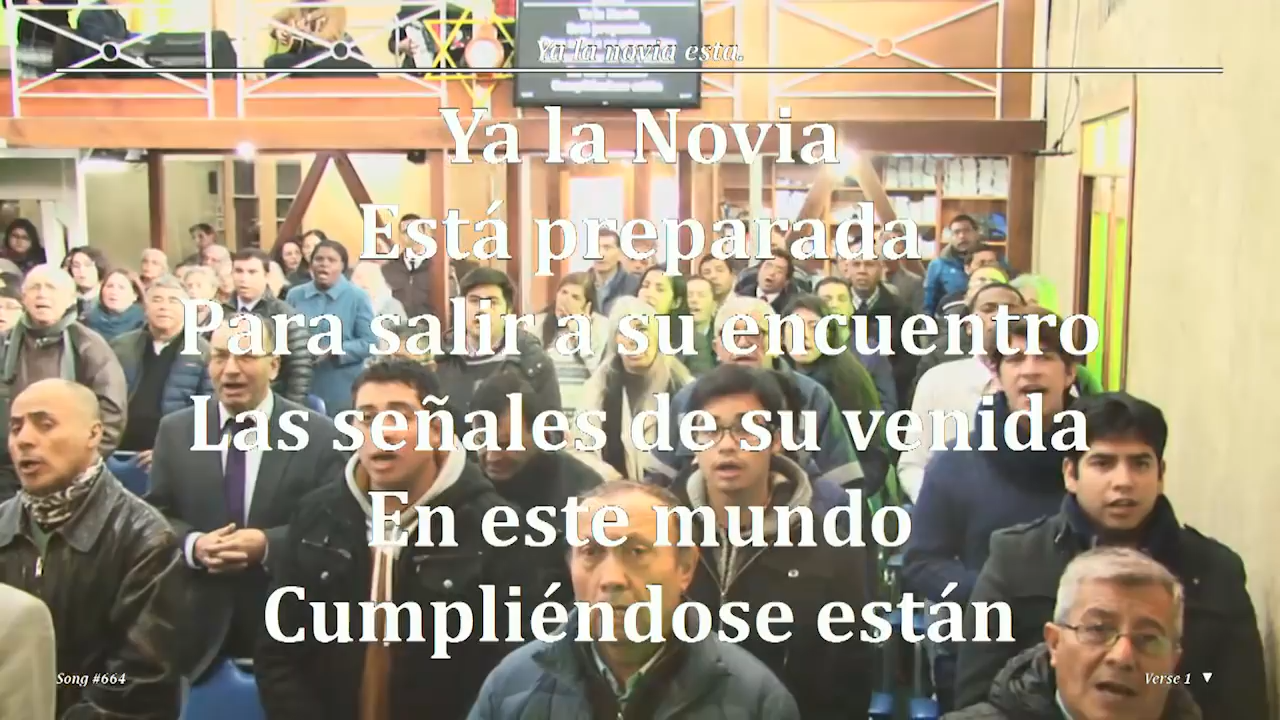 Ya la novia esta.
Ya la Novia
Está preparada
Para salir a su encuentro
Las señales de su venida
En este mundo
Cumpliéndose están
Song #664
Verse 1 ▼